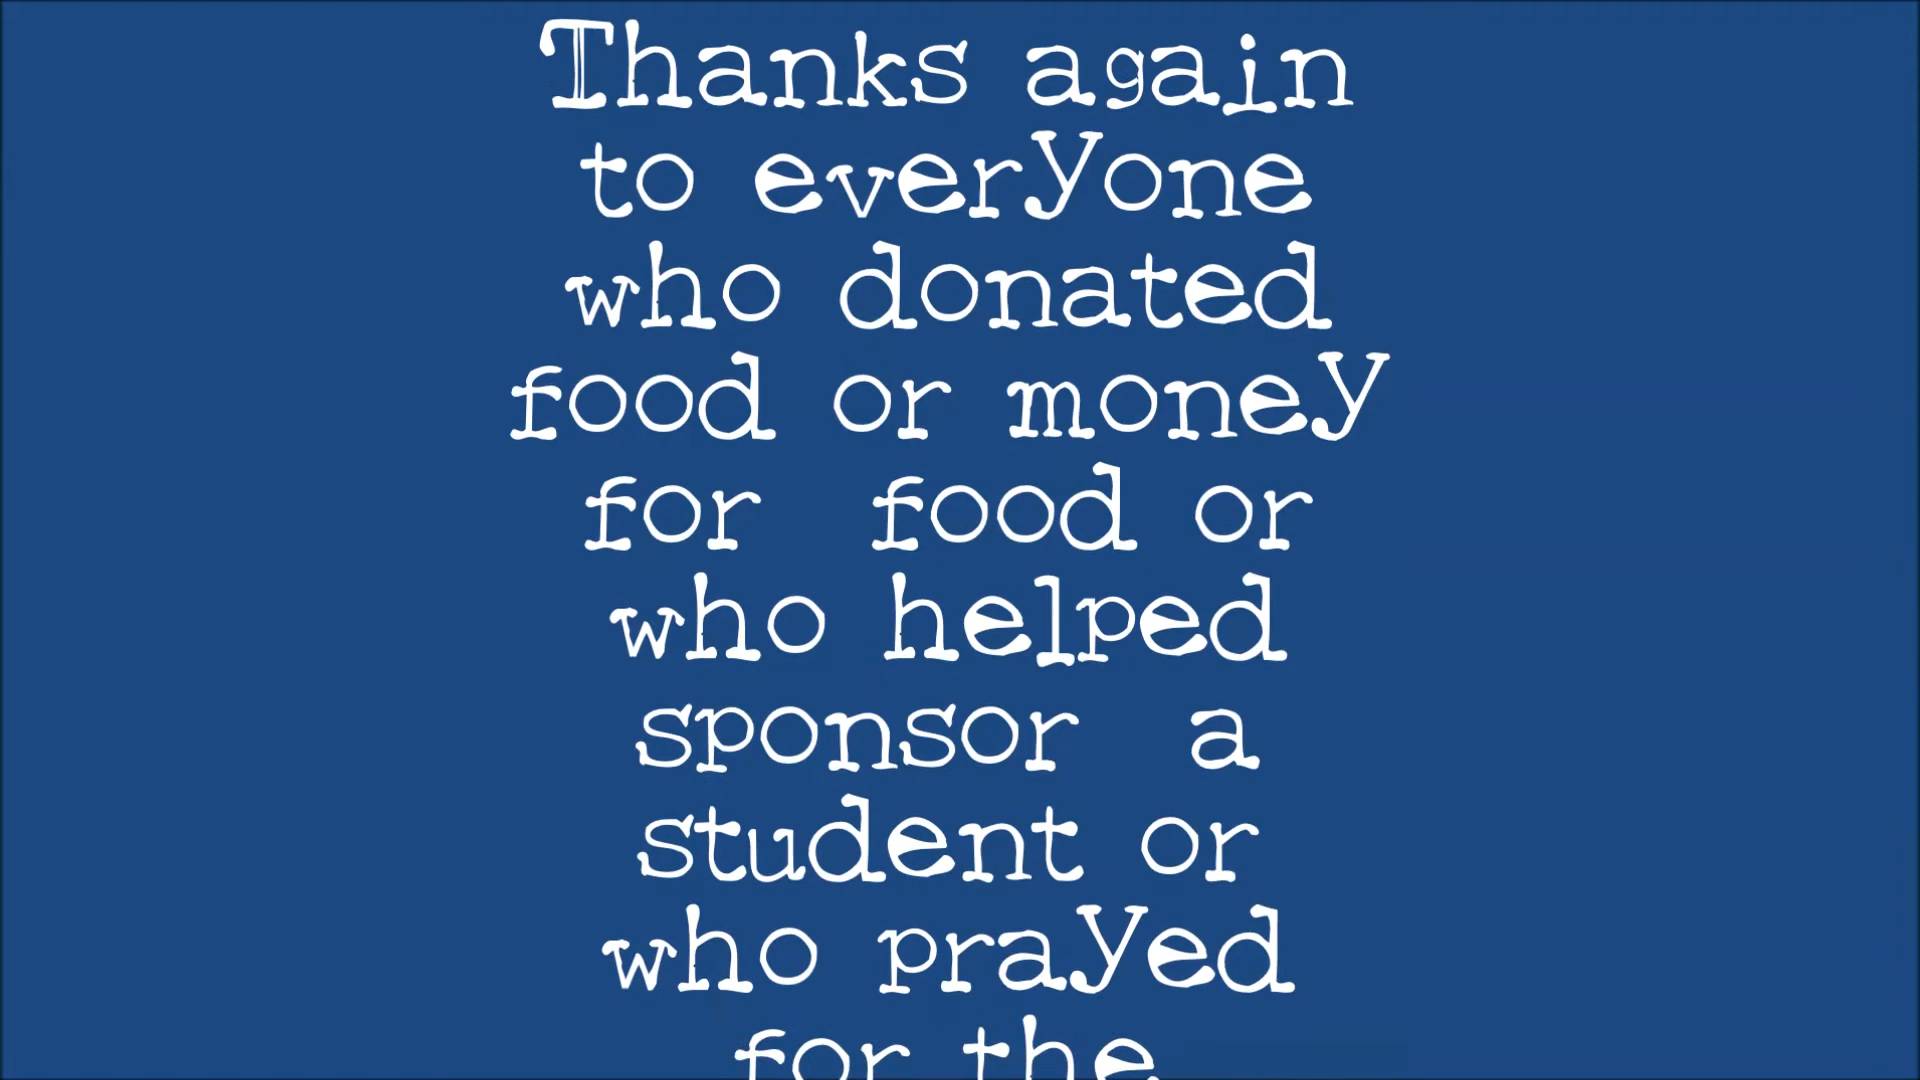 Thanks again
to everyone
who donated
food or money
for food or
who helped
sponsor a
student or
who prayed
for the